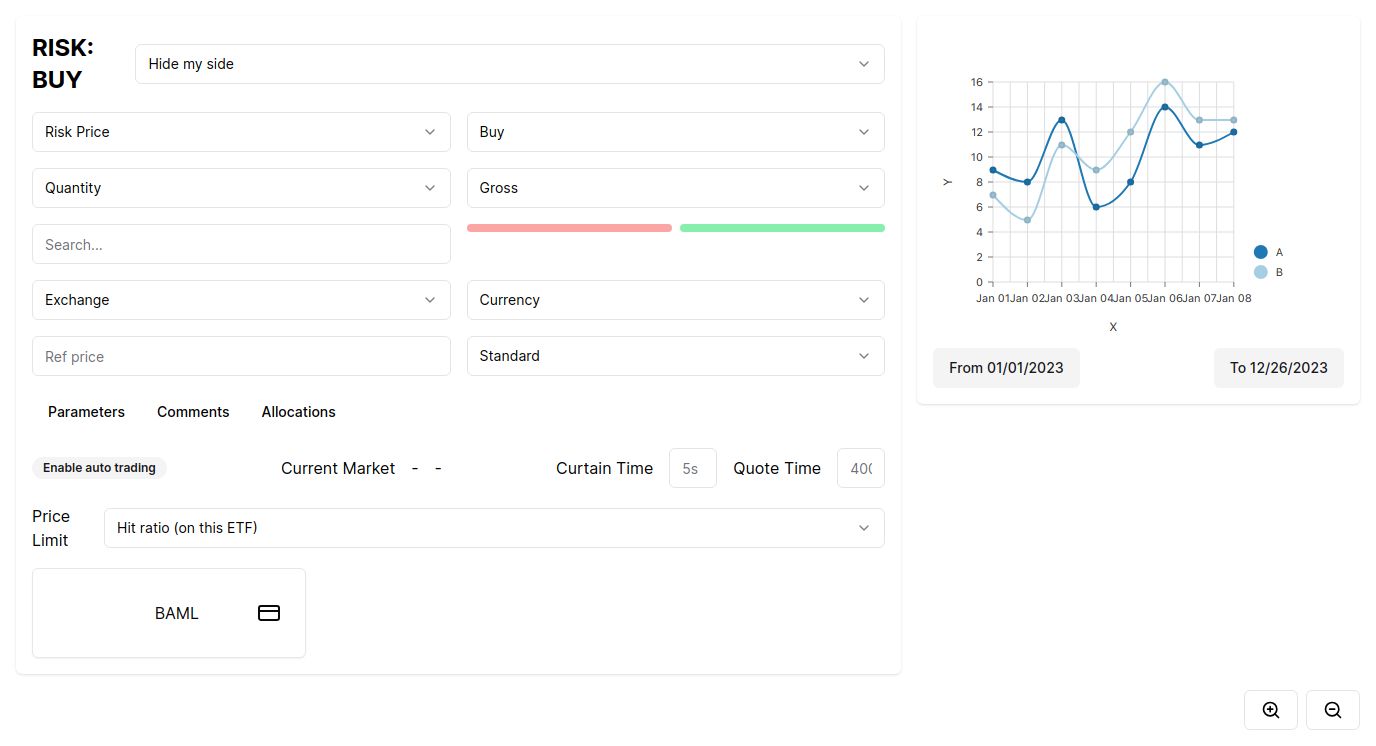 RISK:
BUY
Hide my side
Risk Price
Buy
Quantity
Gross
Search...
Exchange
Currency
Ref price
Standard
Parameters
Comments
Allocations
Enable auto trading
Current Market - -
Curtain Time
5s
Quote Time
400
Price
Limit
Hit ratio (on this ETF)
BAML
16
14
12
10
8
6
4
2
0
Y
Jan 01
Jan 02
Jan 03
Jan 04
Jan 05
Jan 06
Jan 07
Jan 08
X
A
B
From 01/01/2023
To 12/26/2023